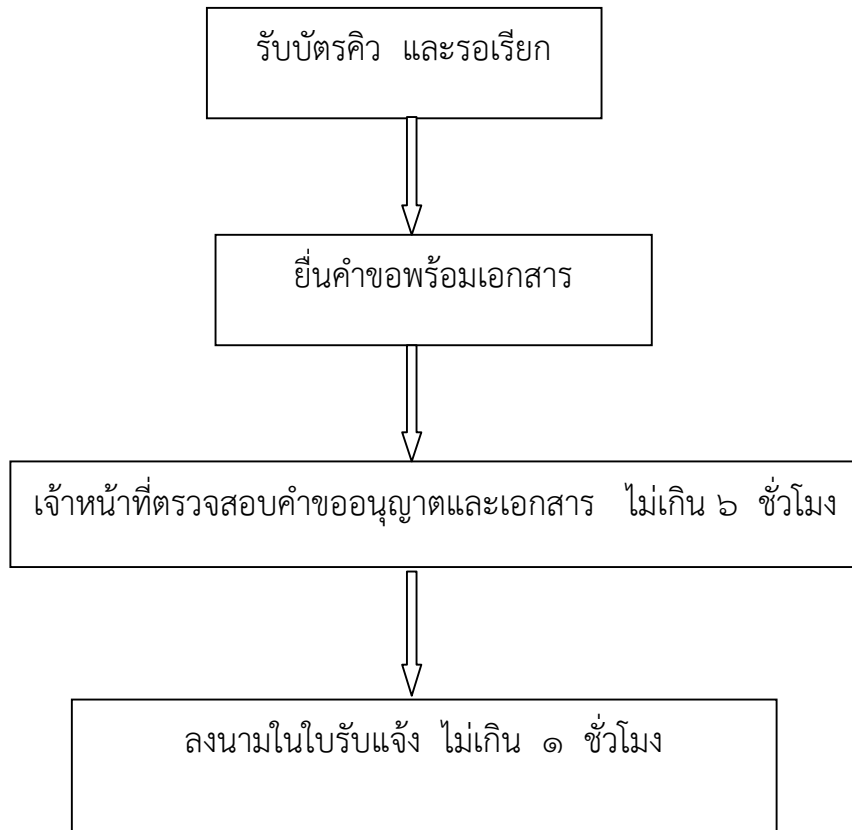 รับบัตรคิว และรอเรียก
ยื่นคำขอพร้อมเอกสาร
เจ้าหน้าที่ตรวจสอบคำขออนุญาตและเอกสาร ไม่เกิน ๖ ชั่วโมง
ลงนามในใบรับแจ้ง ไม่เกิน ๑ ชั่วโมง